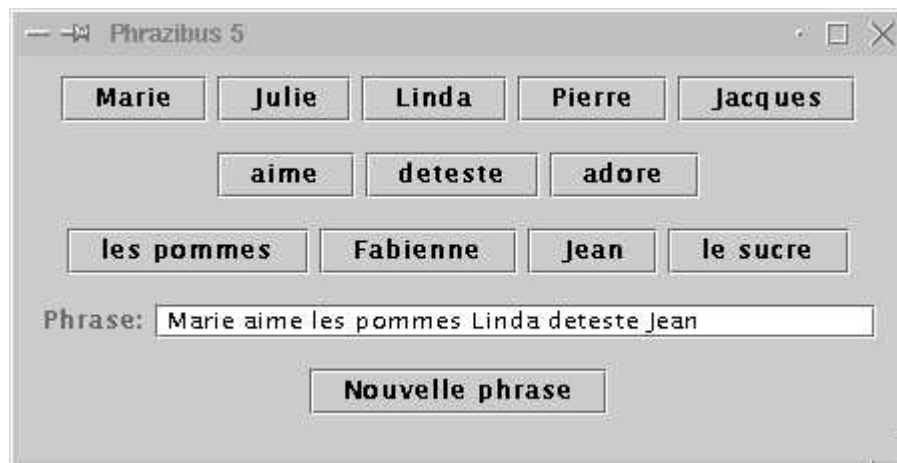 Phrazibus 5
Marie Julie Linda Pierre Jacques
aime deteste adore
les pommes Fabienne Jean le sucre
Phrase: Marie aime les pommes Linda deteste Jean
Nouvelle phrase